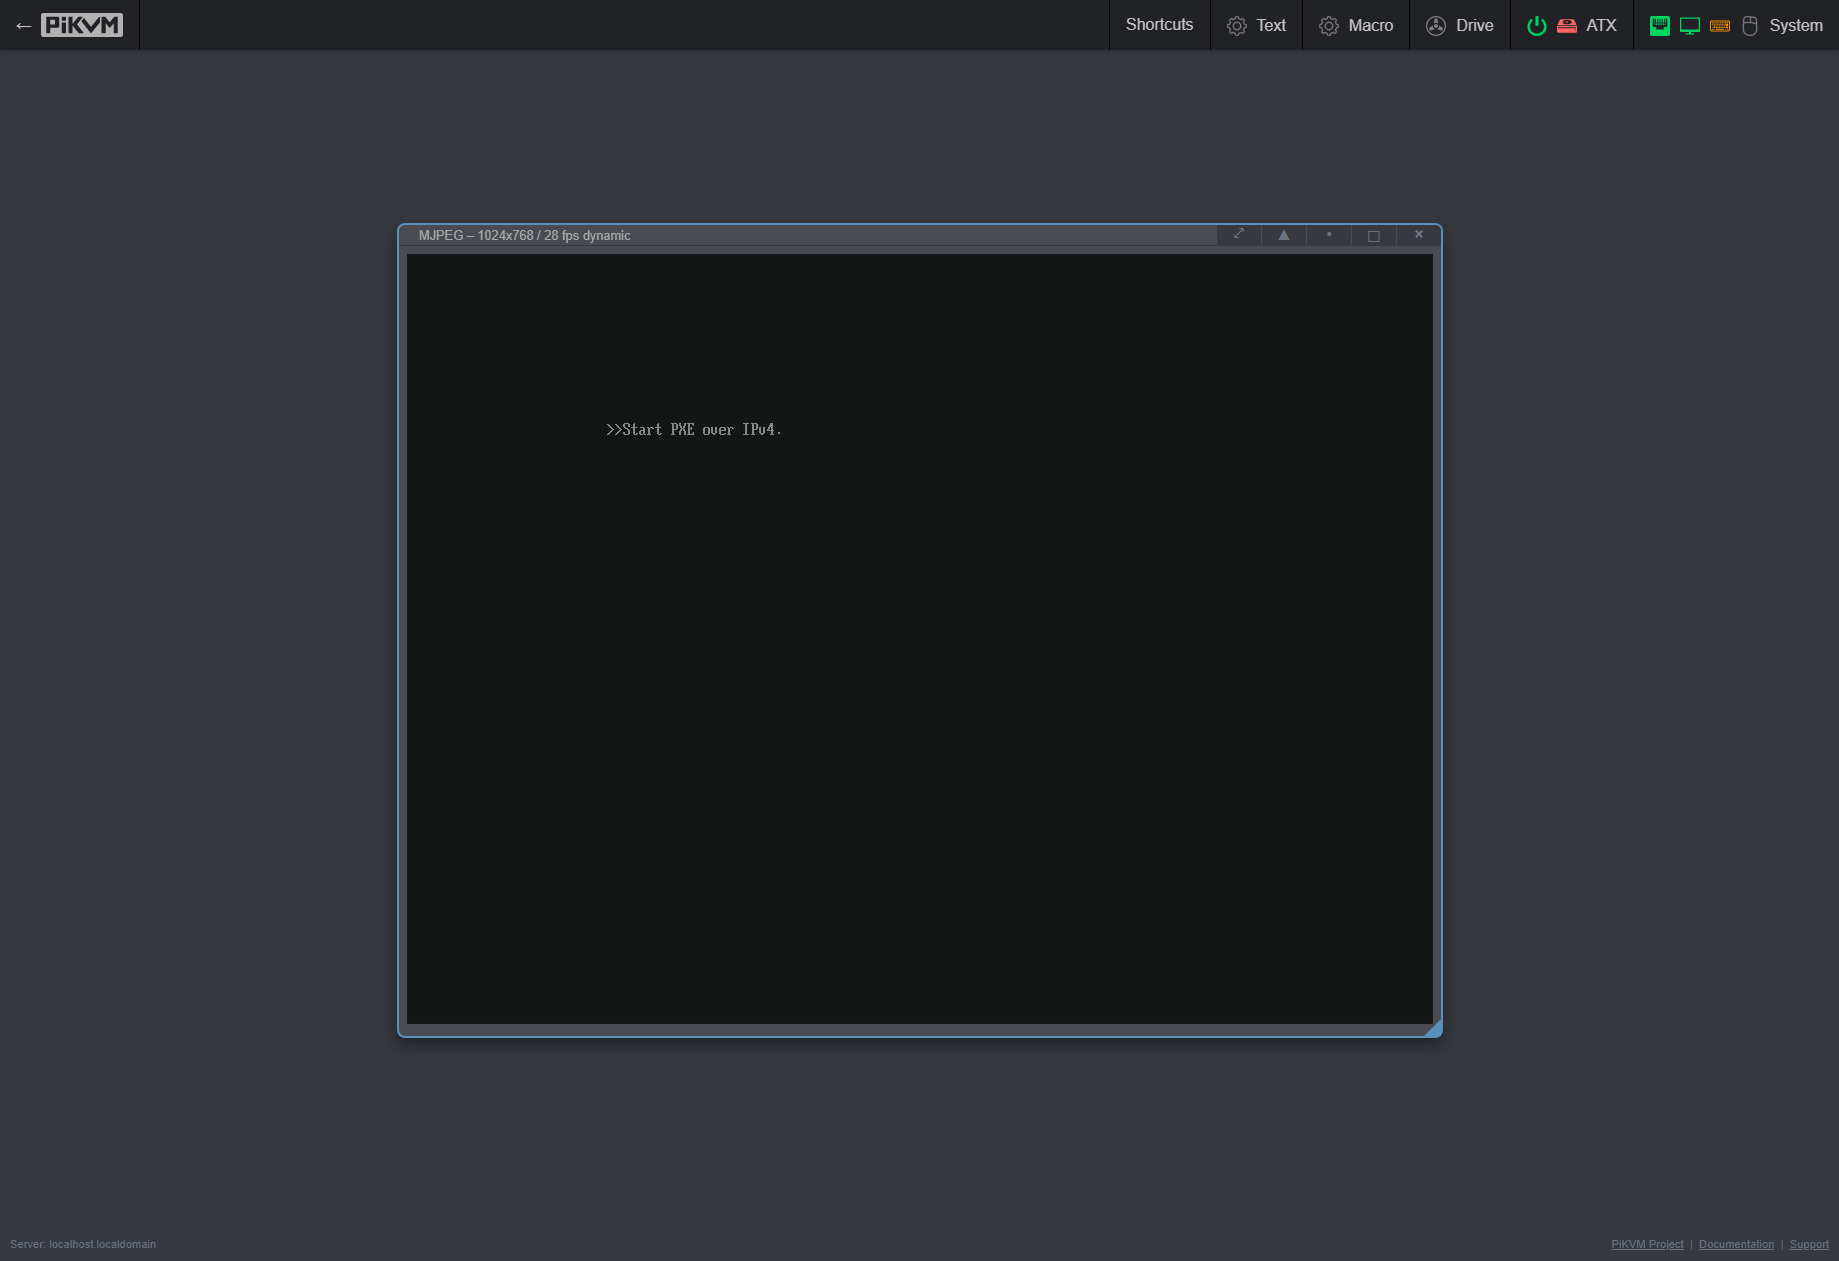 ← PiKVM
Shortcuts
Text
Macro
Drive
ATX
System
MJPEG – 1024x768 / 28 fps dynamic
>>Start PXE over IPv4.
Server: localhost.localdomain
PiKVM Project | Documentation | Support